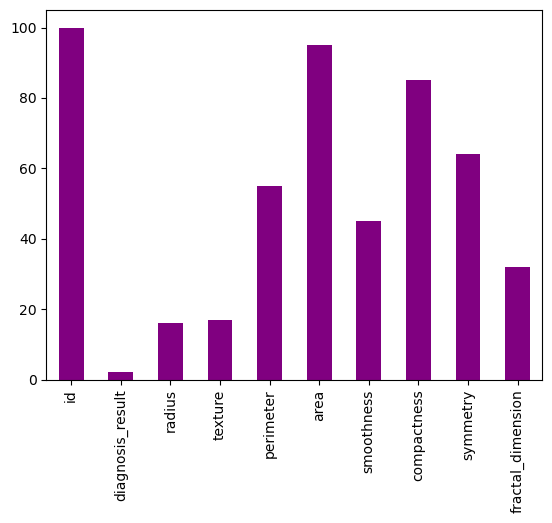 100
80
60
40
20
0
id
diagnosis_result
radius
texture
perimeter
area
smoothness
compactness
symmetry
fractal_dimension